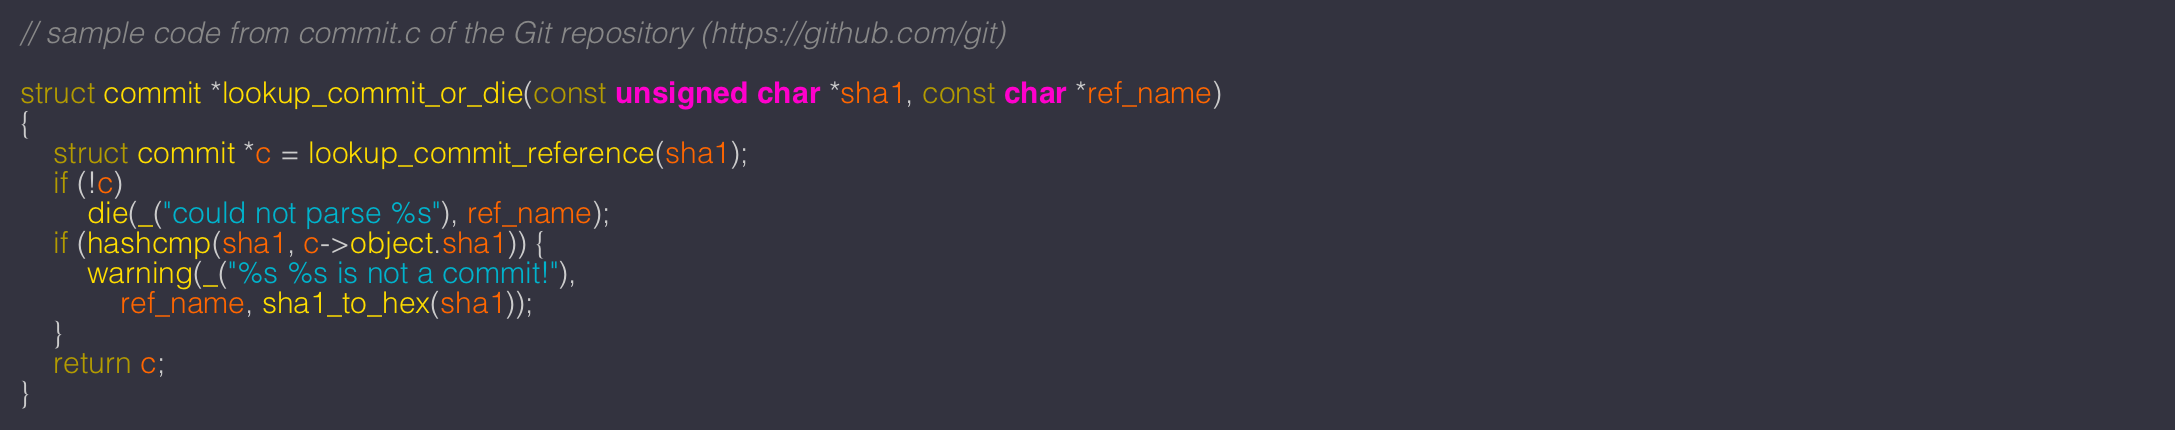 // sample code from commit.c of the Git repository (https://github.com/git)

struct commit *lookup_commit_or_die(const unsigned char *sha1, const char *ref_name)
{
    struct commit *c = lookup_commit_reference(sha1);
    if (!c)
        die(_("could not parse %s"), ref_name);
    if (hashcmp(sha1, c->object.sha1)) {
        warning(_("%s %s is not a commit!"),
            ref_name, sha1_to_hex(sha1));
    }
    return c;
}